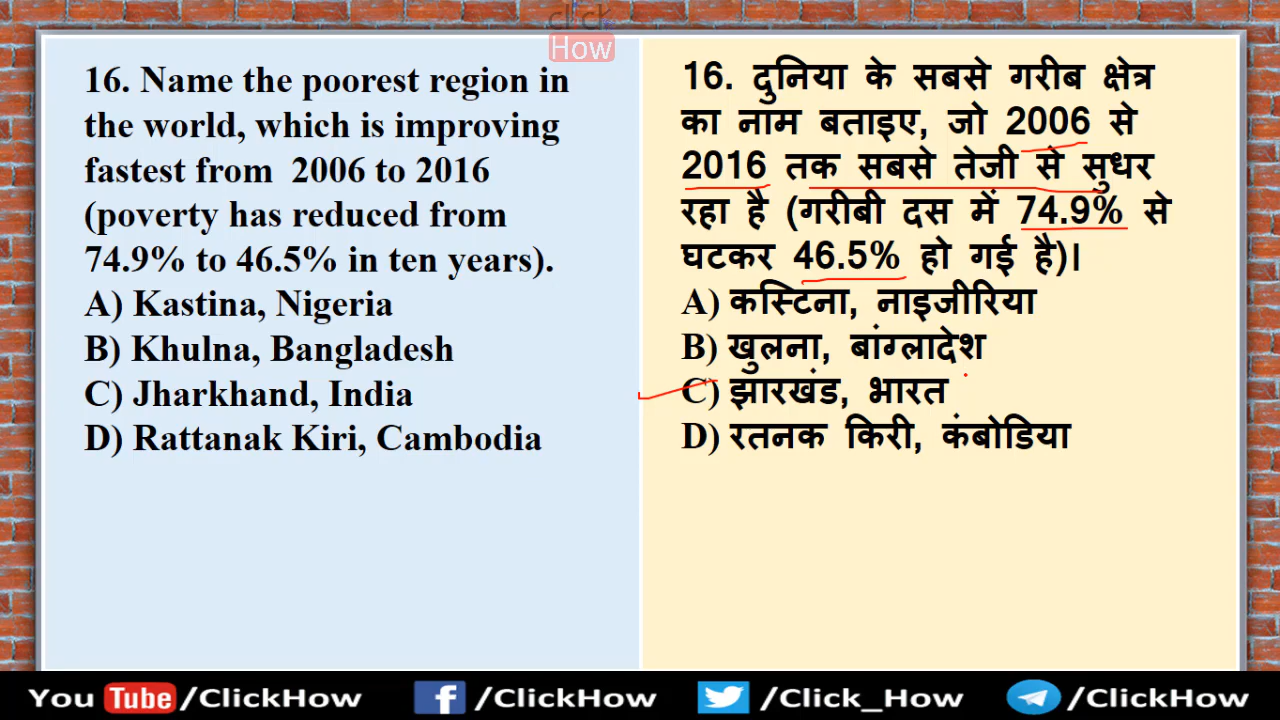 click
How
16. Name the poorest region in
the world, which is improving
fastest from 2006 to 2016
(poverty has reduced from
74.9% to 46.5% in ten years).
A) Kastina, Nigeria
B) Khulna, Bangladesh
C) Jharkhand, India
D) Rattanak Kiri, Cambodia
16. दुनिया के सबसे गरीब क्षेत्र
का नाम बताइए, जो 2006 से
2016 तक सबसे तेजी से सुधर
रहा है (गरीबी दस में 74.9% से
घटकर 46.5% हो गई है)।
A) कस्टिना, नाइजीरिया
B) खुलना, बांग्लादेश
C) झारखंड, भारत
D) रतनक किरी, कंबोडिया
You Tube /ClickHow f /ClickHow /Click_How /ClickHow